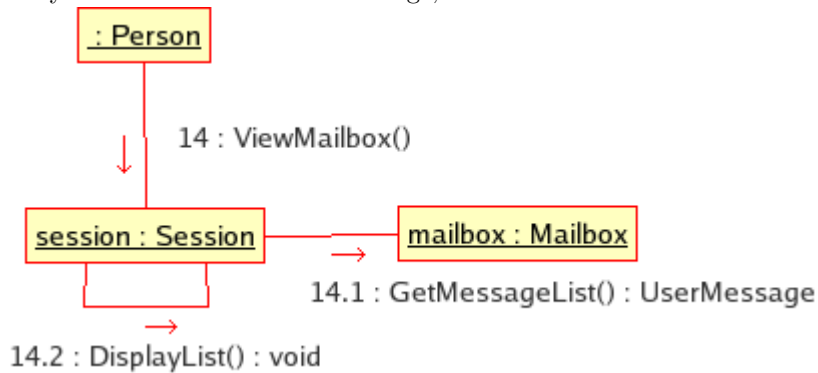 : Person
14 : ViewMailbox()
session : Session
mailbox : Mailbox
14.1 : GetMessageList() : UserMessage
14.2 : DisplayList() : void